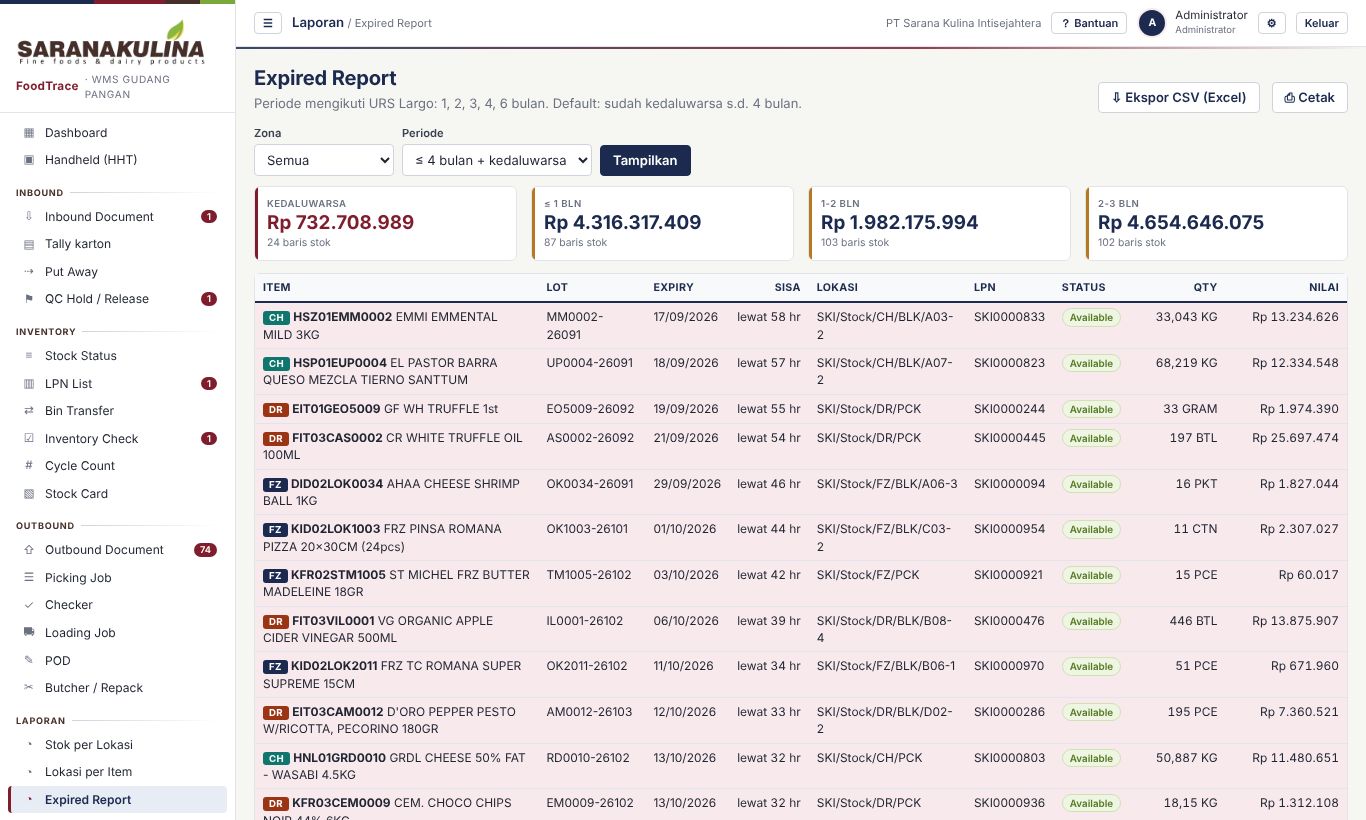 SARANAKULINA
Fine foods & dairy products
FoodTrace · WMS GUDANG PANGAN
Dashboard
Handheld (HHT)
INBOUND
Inbound Document 1
Tally karton
Put Away
QC Hold / Release 1
INVENTORY
Stock Status
LPN List 1
Bin Transfer
Inventory Check 1
Cycle Count
Stock Card
OUTBOUND
Outbound Document 74
Picking Job
Checker
Loading Job
POD
Butcher / Repack
LAPORAN
Stok per Lokasi
Lokasi per Item
Expired Report
Laporan / Expired Report
PT Sarana Kulina Intisejahtera
? Bantuan
A
Administrator
Administrator
Keluar
Expired Report
Periode mengikuti URS Largo: 1, 2, 3, 4, 6 bulan. Default: sudah kedaluwarsa s.d. 4 bulan.
Ekspor CSV (Excel)
Cetak
Zona
Semua
Periode
≤ 4 bulan + kedaluwarsa
Tampilkan
KEDALUWARSA
Rp 732.708.989
24 baris stok
≤ 1 BLN
Rp 4.316.317.409
87 baris stok
1-2 BLN
Rp 1.982.175.994
103 baris stok
2-3 BLN
Rp 4.654.646.075
102 baris stok
ITEM LOT EXPIRY SISA LOKASI LPN STATUS QTY NILAI
CH HSZ01EMM0002 EMMI EMMENTAL MILD 3KG MM0002-26091 17/09/2026 lewat 58 hr SKI/Stock/CH/BLK/A03-2 SKI0000833 Available 33,043 KG Rp 13.234.626
CH HSP01EUP0004 EL PASTOR BARRA QUESO MEZCLA TIERNO SANTTUM UP0004-26091 18/09/2026 lewat 57 hr SKI/Stock/CH/BLK/A07-2 SKI0000823 Available 68,219 KG Rp 12.334.548
DR EIT01GEO5009 GF WH TRUFFLE 1st EO5009-26092 19/09/2026 lewat 55 hr SKI/Stock/DR/PCK SKI0000244 Available 33 GRAM Rp 1.974.390
DR FIT03CAS0002 CR WHITE TRUFFLE OIL 100ML AS0002-26092 21/09/2026 lewat 54 hr SKI/Stock/DR/PCK SKI0000445 Available 197 BTL Rp 25.697.474
FZ DID02LOK0034 AHAA CHEESE SHRIMP BALL 1KG OK0034-26091 29/09/2026 lewat 46 hr SKI/Stock/FZ/BLK/A06-3 SKI0000094 Available 16 PKT Rp 1.827.044
FZ KID02LOK1003 FRZ PINSA ROMANA PIZZA 20×30CM (24pcs) OK1003-26101 01/10/2026 lewat 44 hr SKI/Stock/FZ/BLK/C03-2 SKI0000954 Available 11 CTN Rp 2.307.027
FZ KFR02STM1005 ST MICHEL FRZ BUTTER MADELEINE 18GR TM1005-26102 03/10/2026 lewat 42 hr SKI/Stock/FZ/PCK SKI0000921 Available 15 PCE Rp 60.017
DR FIT03VIL0001 VG ORGANIC APPLE CIDER VINEGAR 500ML IL0001-26102 06/10/2026 lewat 39 hr SKI/Stock/DR/BLK/B08-4 SKI0000476 Available 446 BTL Rp 13.875.907
FZ KID02LOK2011 FRZ TC ROMANA SUPER SUPREME 15CM OK2011-26102 11/10/2026 lewat 34 hr SKI/Stock/FZ/BLK/B06-1 SKI0000970 Available 51 PCE Rp 671.960
DR EIT03CAM0012 D'ORO PEPPER PESTO W/RICOTTA, PECORINO 180GR AM0012-26103 12/10/2026 lewat 33 hr SKI/Stock/DR/BLK/D02-2 SKI0000286 Available 195 PCE Rp 7.360.521
CH HNL01GRD0010 GRDL CHEESE 50% FAT - WASABI 4.5KG RD0010-26102 13/10/2026 lewat 32 hr SKI/Stock/CH/PCK SKI0000803 Available 50,887 KG Rp 11.480.651
DR KFR03CEM0009 CEM. CHOCO CHIPS NOIR 44% 6KG EM0009-26102 13/10/2026 lewat 32 hr SKI/Stock/DR/PCK SKI0000936 Available 18,15 KG Rp 1.312.108